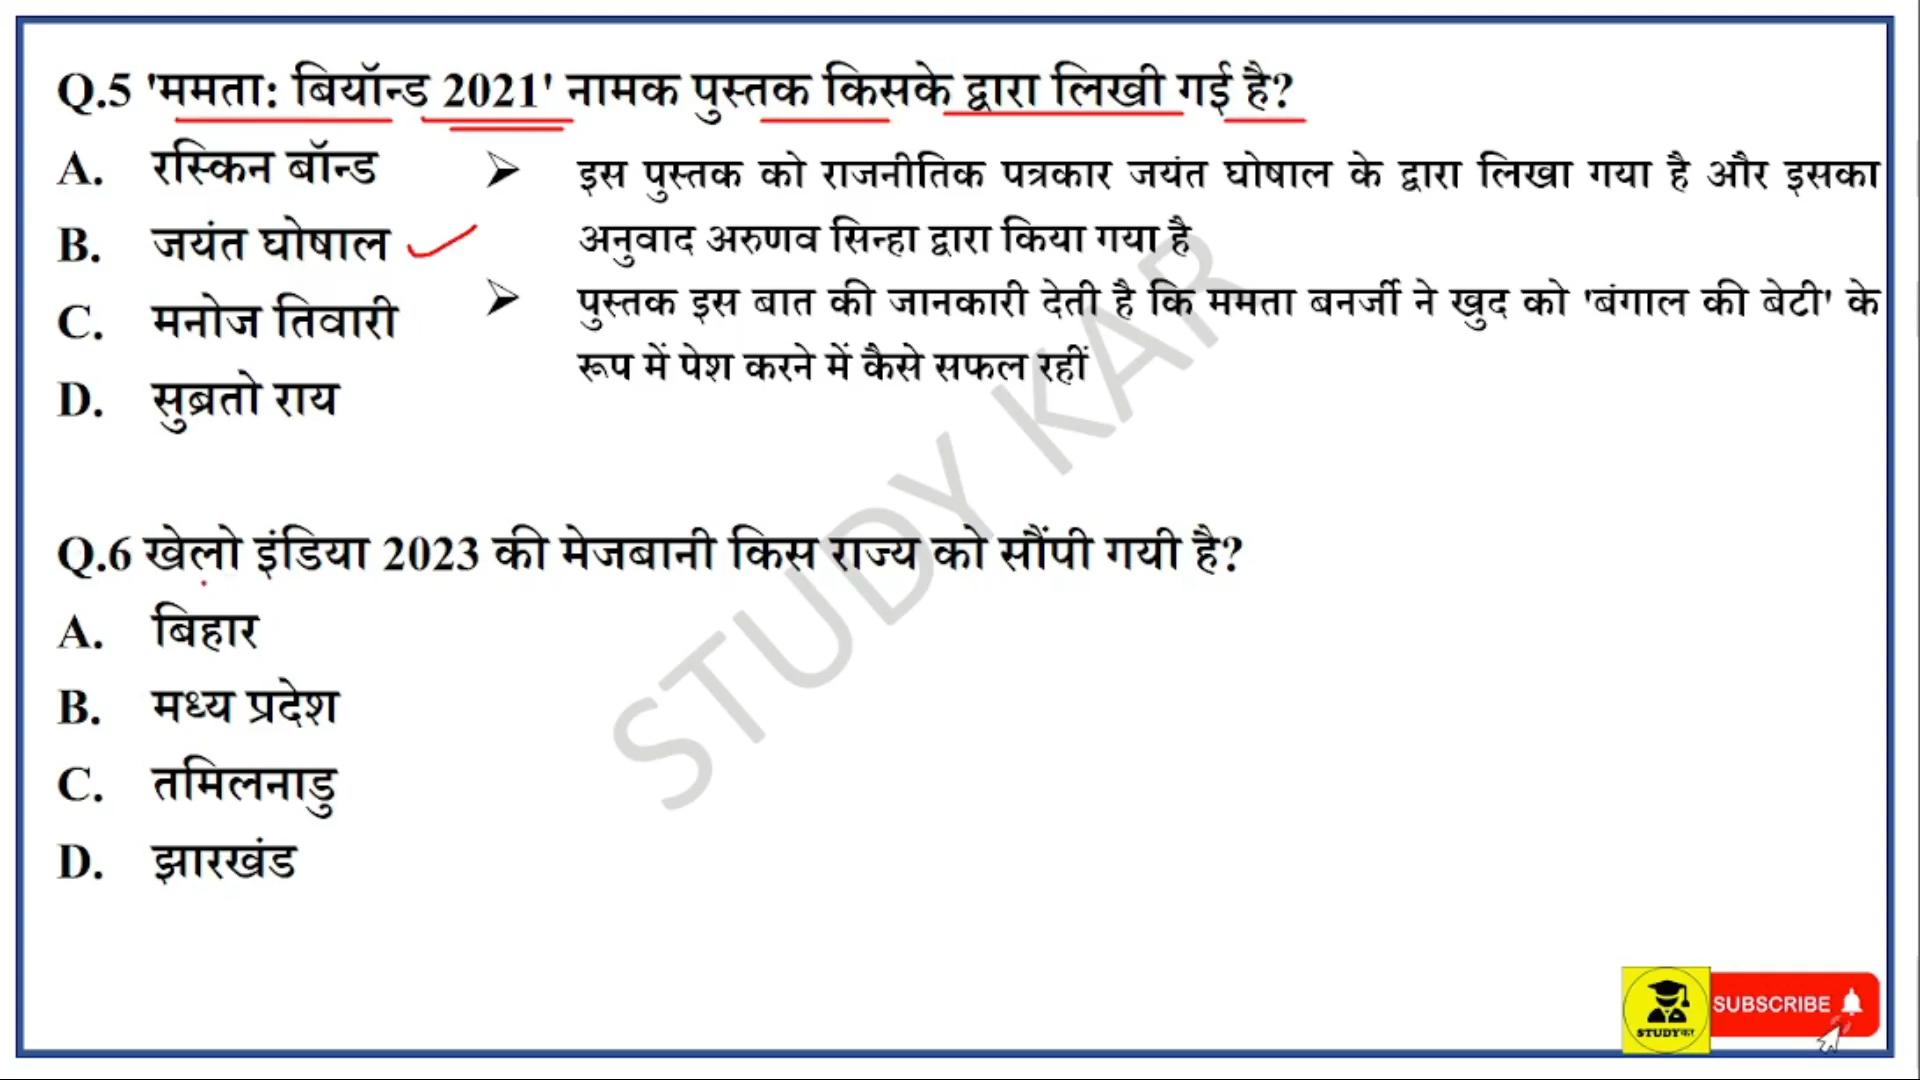 Q.5 'ममता: बियॉन्ड 2021' नामक पुस्तक किसके द्वारा लिखी गई है?
A. रस्किन बॉन्ड
B. जयंत घोषाल
C. मनोज तिवारी
D. सुब्रतो राय
➢ इस पुस्तक को राजनीतिक पत्रकार जयंत घोषाल के द्वारा लिखा गया है और इसका
अनुवाद अरुणव सिन्हा द्वारा किया गया है
➢ पुस्तक इस बात की जानकारी देती है कि ममता बनर्जी ने खुद को 'बंगाल की बेटी' के
रूप में पेश करने में कैसे सफल रहीं
Q.6 खेलो इंडिया 2023 की मेजबानी किस राज्य को सौंपी गयी है?
A. बिहार
B. मध्य प्रदेश
C. तमिलनाडु
D. झारखंड
STUDY KAR
STUDYकर
SUBSCRIBE